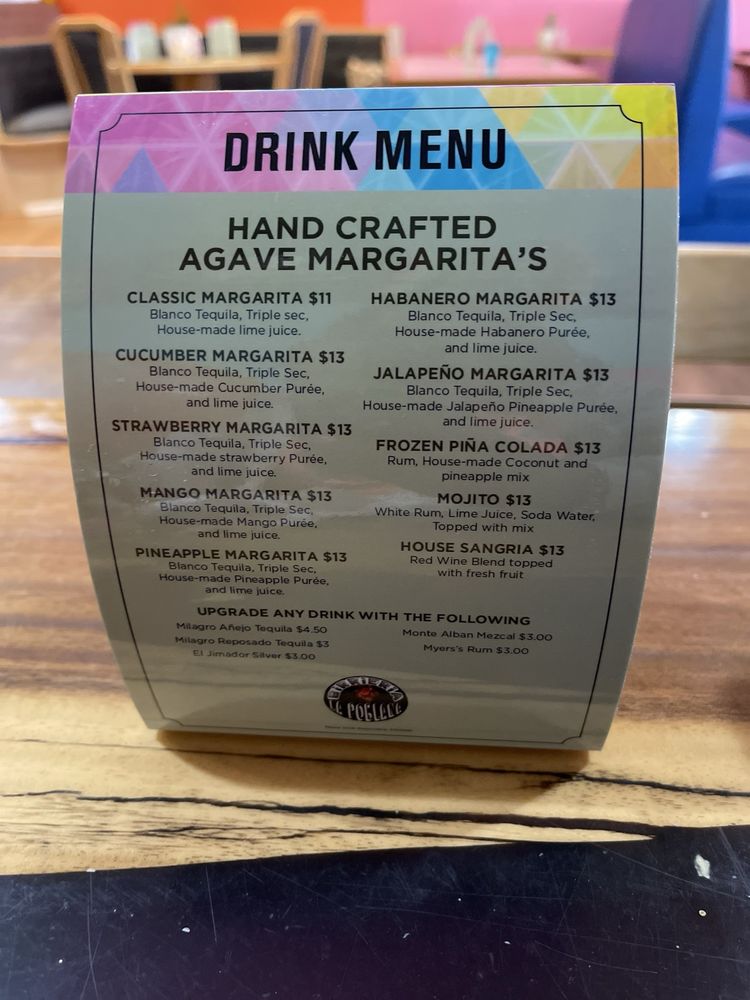 DRINK MENU
HAND CRAFTED
AGAVE MARGARITA'S
CLASSIC MARGARITA $11
Blanco Tequila, Triple sec,
House-made lime juice.
CUCUMBER MARGARITA $13
Blanco Tequila, Triple Sec,
House-made Cucumber Purée,
and lime juice.
STRAWBERRY MARGARITA $13
Blanco Tequila, Triple Sec,
House-made strawberry Purée,
and lime juice.
MANGO MARGARITA $13
Blanco Tequila, Triple Sec,
House-made Mango Purée,
and lime juice.
PINEAPPLE MARGARITA $13
Blanco Tequila, Triple Sec,
House-made Pineapple Purée,
and lime juice.
HABANERO MARGARITA $13
Blanco Tequila, Triple Sec,
House-made Habanero Purée,
and lime juice.
JALAPEÑO MARGARITA $13
Blanco Tequila, Triple Sec,
House-made Jalapeño Pineapple Purée,
and lime juice.
FROZEN PIÑA COLADA $13
Rum, House-made Coconut and
pineapple mix
MOJITO $13
White Rum, Lime Juice, Soda Water,
Topped with mix
HOUSE SANGRIA $13
Red Wine Blend topped
with fresh fruit
UPGRADE ANY DRINK WITH THE FOLLOWING
Milagro Añejo Tequila $4.50
Milagro Reposado Tequila $3
El Jimador Silver $3.00
Monte Alban Mezcal $3.00
Myers's Rum $3.00
BIRRIERIA